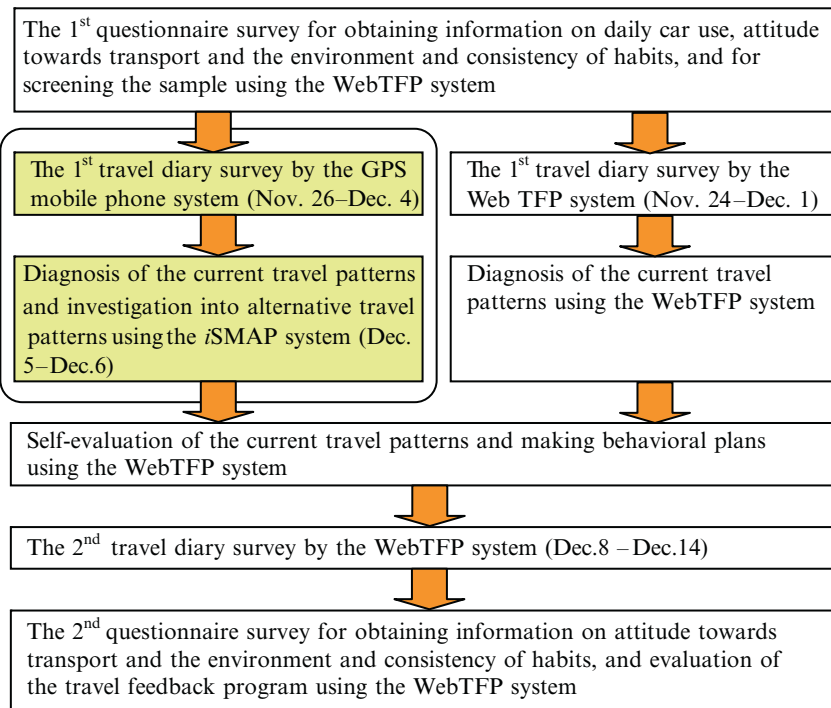 The 1st questionnaire survey for obtaining information on daily car use, attitude
towards transport and the environment and consistency of habits, and for
screening the sample using the WebTFP system
The 1st travel diary survey by the GPS
mobile phone system (Nov. 26–Dec. 4)
The 1st travel diary survey by the
Web TFP system (Nov. 24–Dec. 1)
Diagnosis of the current travel patterns
and investigation into alternative travel
patterns using the iSMAP system (Dec.
5–Dec.6)
Diagnosis of the current travel
patterns using the WebTFP system
Self-evaluation of the current travel patterns and making behavioral plans
using the WebTFP system
The 2nd travel diary survey by the WebTFP system (Dec.8 –Dec.14)
The 2nd questionnaire survey for obtaining information on attitude towards
transport and the environment and consistency of habits, and evaluation of
the travel feedback program using the WebTFP system